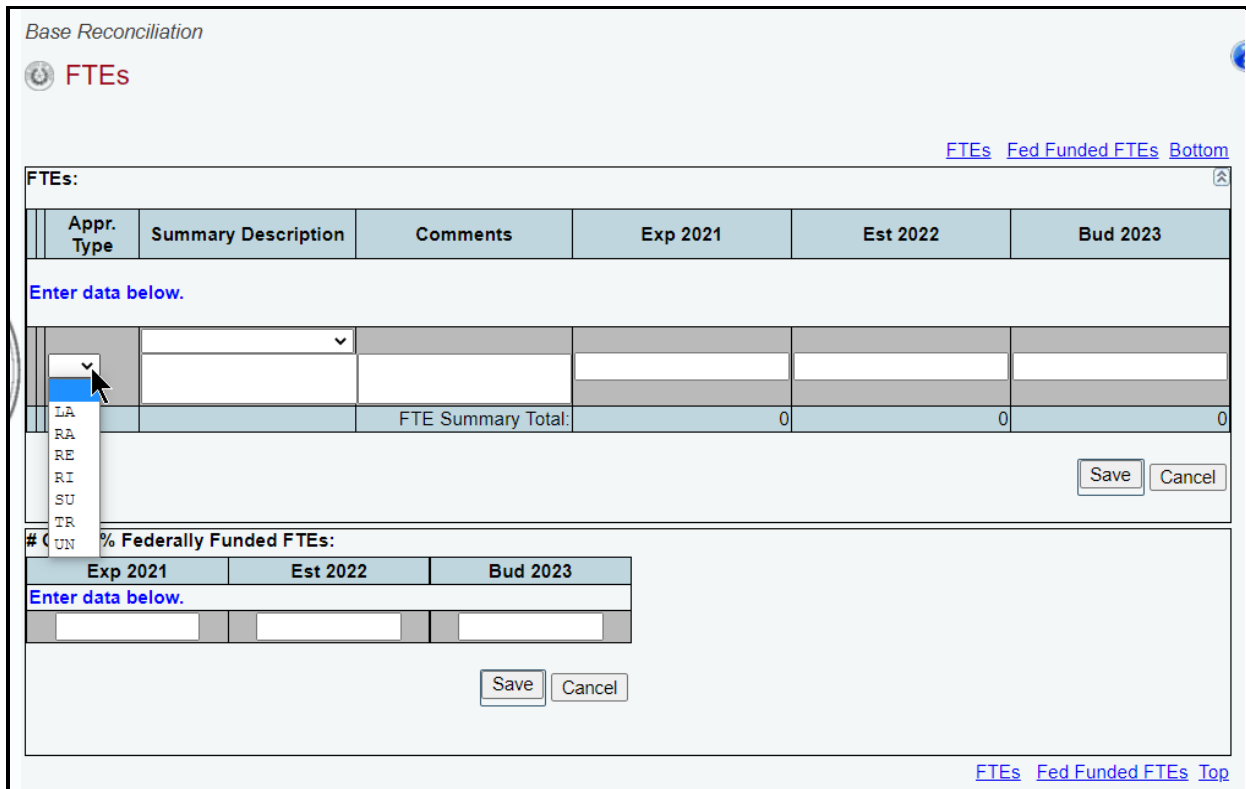 Base Reconciliation
FTEs
FTEs Fed Funded FTEs Bottom
FTEs:
Appr. Type Summary Description Comments Exp 2021 Est 2022 Bud 2023
Enter data below.
LA
RA
RE
RI
SU
TR
UN
FTE Summary Total: 0 0 0
Save Cancel
# % Federally Funded FTEs:
Exp 2021 Est 2022 Bud 2023
Enter data below.
Save Cancel
FTEs Fed Funded FTEs Top